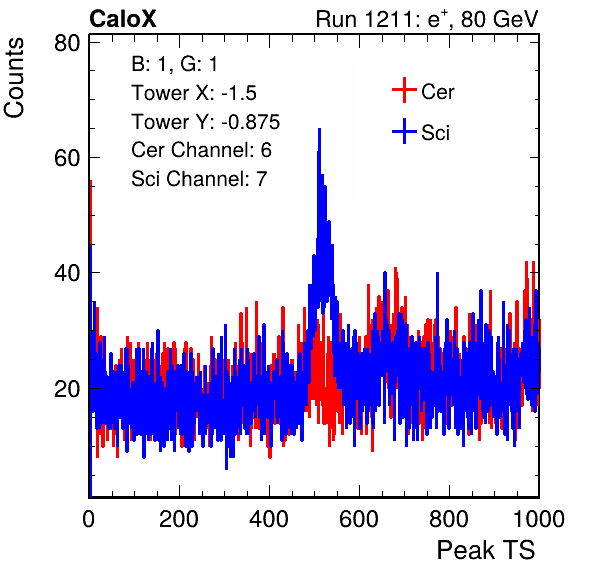 CaloX Run 1211: e⁺, 80 GeV
Counts
80
60
40
20
B: 1, G: 1
Tower X: -1.5
Tower Y: -0.875
Cer Channel: 6
Sci Channel: 7
Cer
Sci
0 200 400 600 800 1000
Peak TS